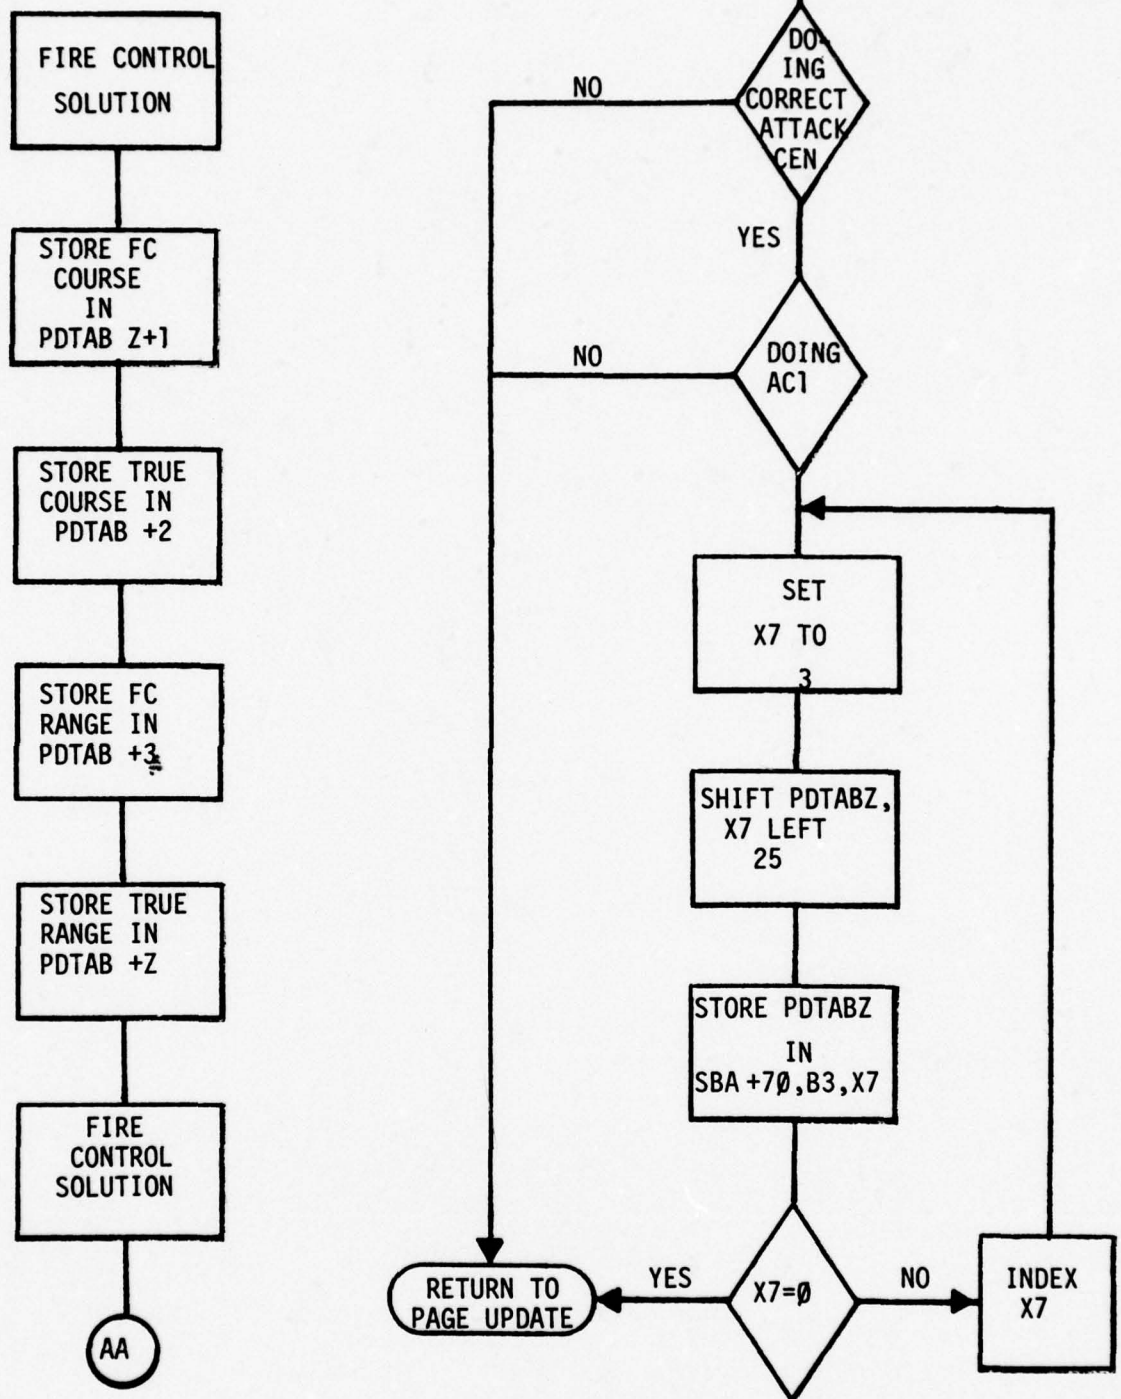 FIRE CONTROL
SOLUTION
STORE FC
COURSE
IN
PDTAB Z+1
STORE TRUE
COURSE IN
PDTAB +2
STORE FC
RANGE IN
PDTAB +3
STORE TRUE
RANGE IN
PDTAB +Z
FIRE
CONTROL
SOLUTION
AA
DO-
ING
CORRECT
ATTACK
CEN
NO
YES
DOING
AC1
NO
SET
X7 TO
3
SHIFT PDTABZ,
X7 LEFT
25
STORE PDTABZ
IN
SBA +7Ø,B3,X7
X7=Ø
YES
NO
RETURN TO
PAGE UPDATE
INDEX
X7